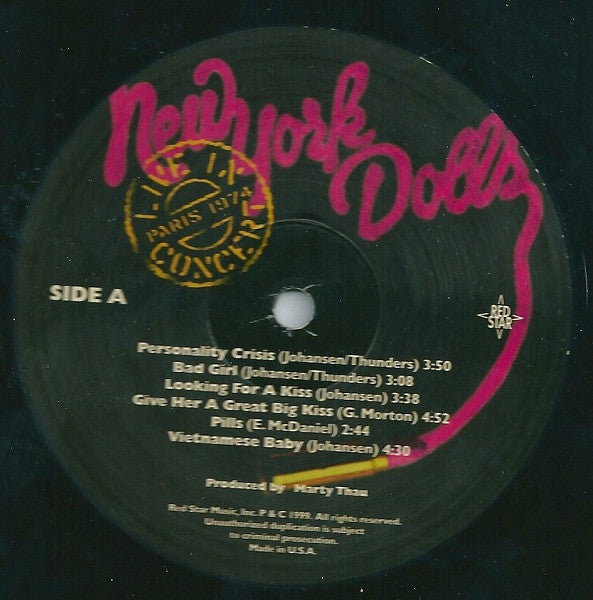 New York
Dolls
LIVE IN
PARIS 1974
CONCERT
SIDE A
RED
STAR
Personality Crisis (Johansen/Thunders) 3:50
Bad Girl (Johansen/Thunders) 3:08
Looking For A Kiss (Johansen) 3:38
Give Her A Great Big Kiss (G. Morton) 4:52
Pills (E. McDaniel) 2:44
Vietnamese Baby (Johansen) 4:30
Produced by Marty Thau
Red Star Music, Inc. P & C 1999. All rights reserved.
Unauthorized duplication is subject
to criminal prosecution.
Made in U.S.A.